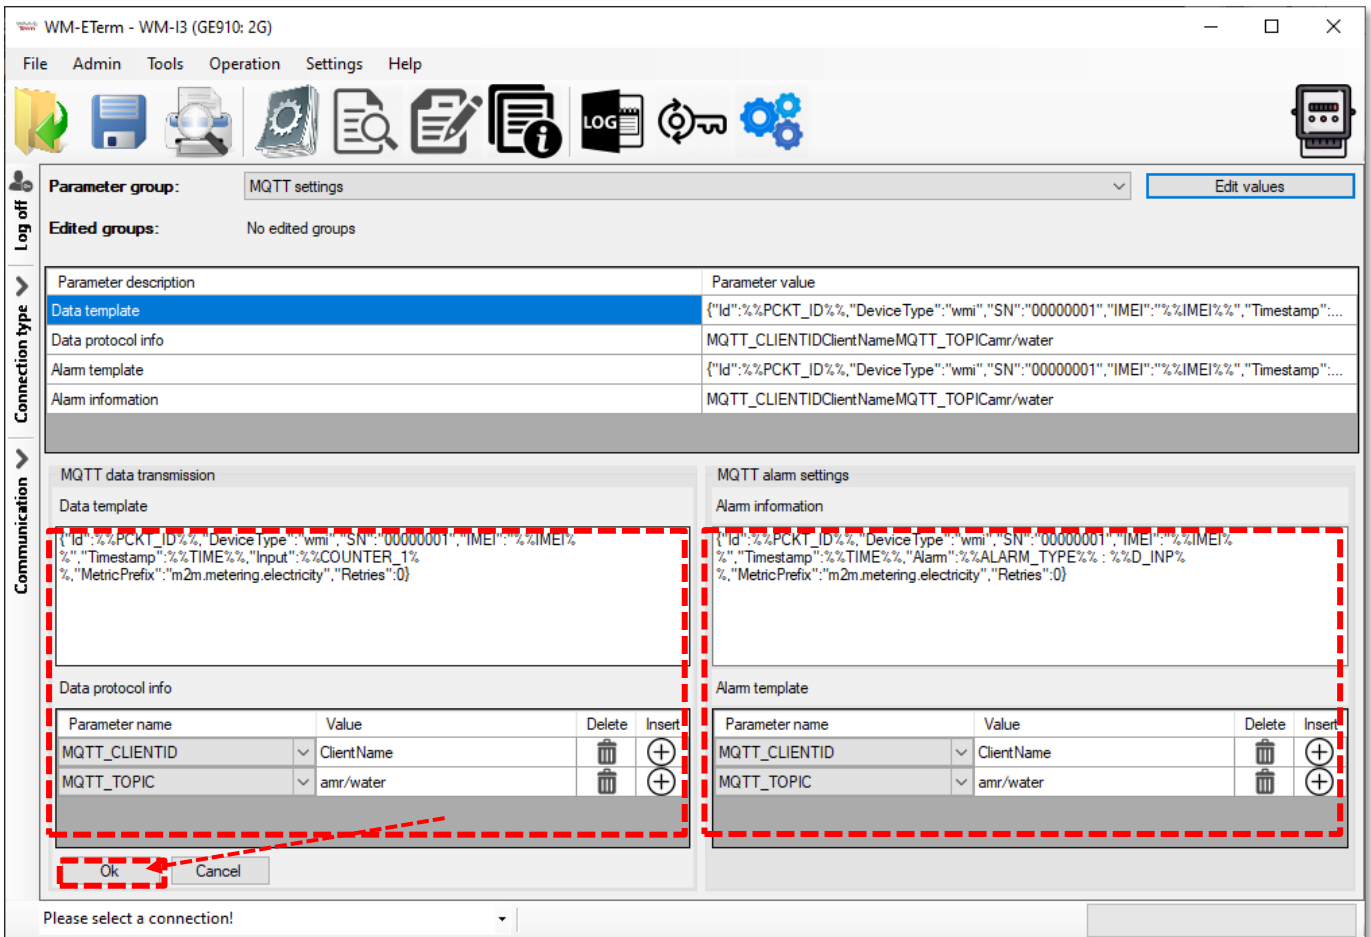 WM-ETerm - WM-I3 (GE910: 2G)
File Admin Tools Operation Settings Help
LOG
Log off
Connection type
Communication
Parameter group: MQTT settings Edit values
Edited groups: No edited groups
Parameter description Parameter value
Data template {"Id":%%PCKT_ID%%,"DeviceType":"wmi","SN":"00000001","IMEI":"%%IMEI%%","Timestamp":...
Data protocol info MQTT_CLIENTIDClientNameMQTT_TOPICamr/water
Alarm template {"Id":%%PCKT_ID%%,"DeviceType":"wmi","SN":"00000001","IMEI":"%%IMEI%%","Timestamp":...
Alarm information MQTT_CLIENTIDClientNameMQTT_TOPICamr/water
MQTT data transmission
Data template
{"Id":%%PCKT_ID%%,"DeviceType":"wmi","SN":"00000001","IMEI":"%%IMEI%
%","Timestamp":%%TIME%%,"Input":%%COUNTER_1%
%,"MetricPrefix":"m2m.metering.electricity","Retries":0}
Data protocol info
Parameter name Value Delete Insert
MQTT_CLIENTID ClientName
MQTT_TOPIC amr/water
Ok Cancel
MQTT alarm settings
Alarm information
{"Id":%%PCKT_ID%%,"DeviceType":"wmi","SN":"00000001","IMEI":"%%IMEI%
%","Timestamp":%%TIME%%,"Alarm":%%ALARM_TYPE%% : %%D_INP%
%,"MetricPrefix":"m2m.metering.electricity","Retries":0}
Alarm template
Parameter name Value Delete Insert
MQTT_CLIENTID ClientName
MQTT_TOPIC amr/water
Please select a connection!